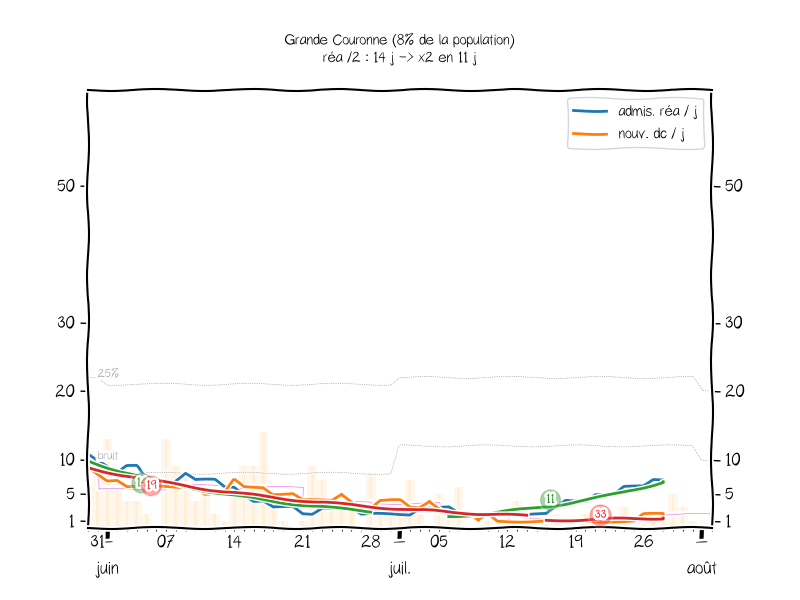 Grande Couronne (8% de la population)
réa /2 : 14 j -> x2 en 11 j
admis. réa / j
nouv. dc / j
50
50
30
30
25%
20
20
bruit
10
10
19
11
5
5
33
1
1
31 07 14 21 28 05 12 19 26
juin juil. août